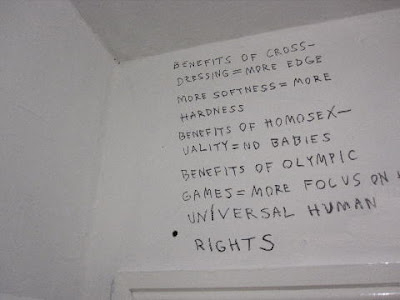 BENEFITS OF CROSS-
DRESSING = MORE EDGE
MORE SOFTNESS = MORE
HARDNESS
BENEFITS OF HOMOSEX-
UALITY = NO BABIES
BENEFITS OF OLYMPIC
GAMES = MORE FOCUS ON
UNIVERSAL HUMAN
• RIGHTS